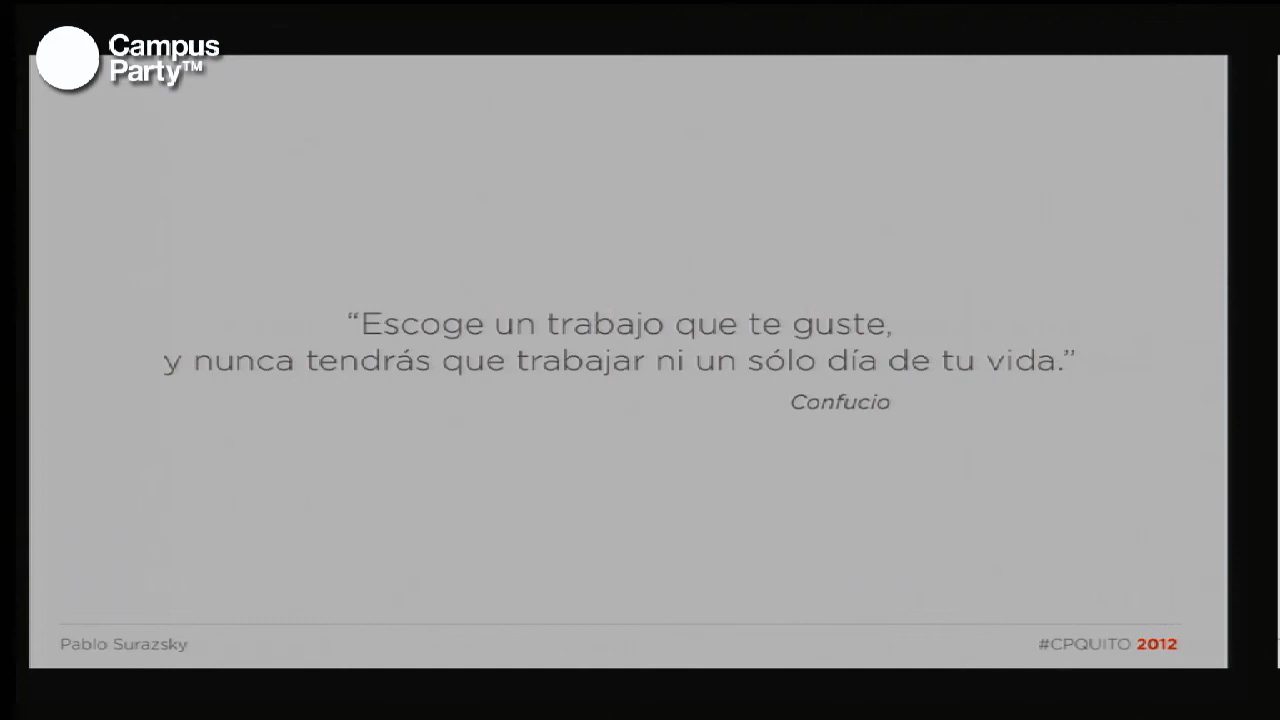 Campus
Party™
“Escoge un trabajo que te guste,
y nunca tendrás que trabajar ni un sólo día de tu vida.”
Confucio
Pablo Surazsky
#CPQUITO 2012